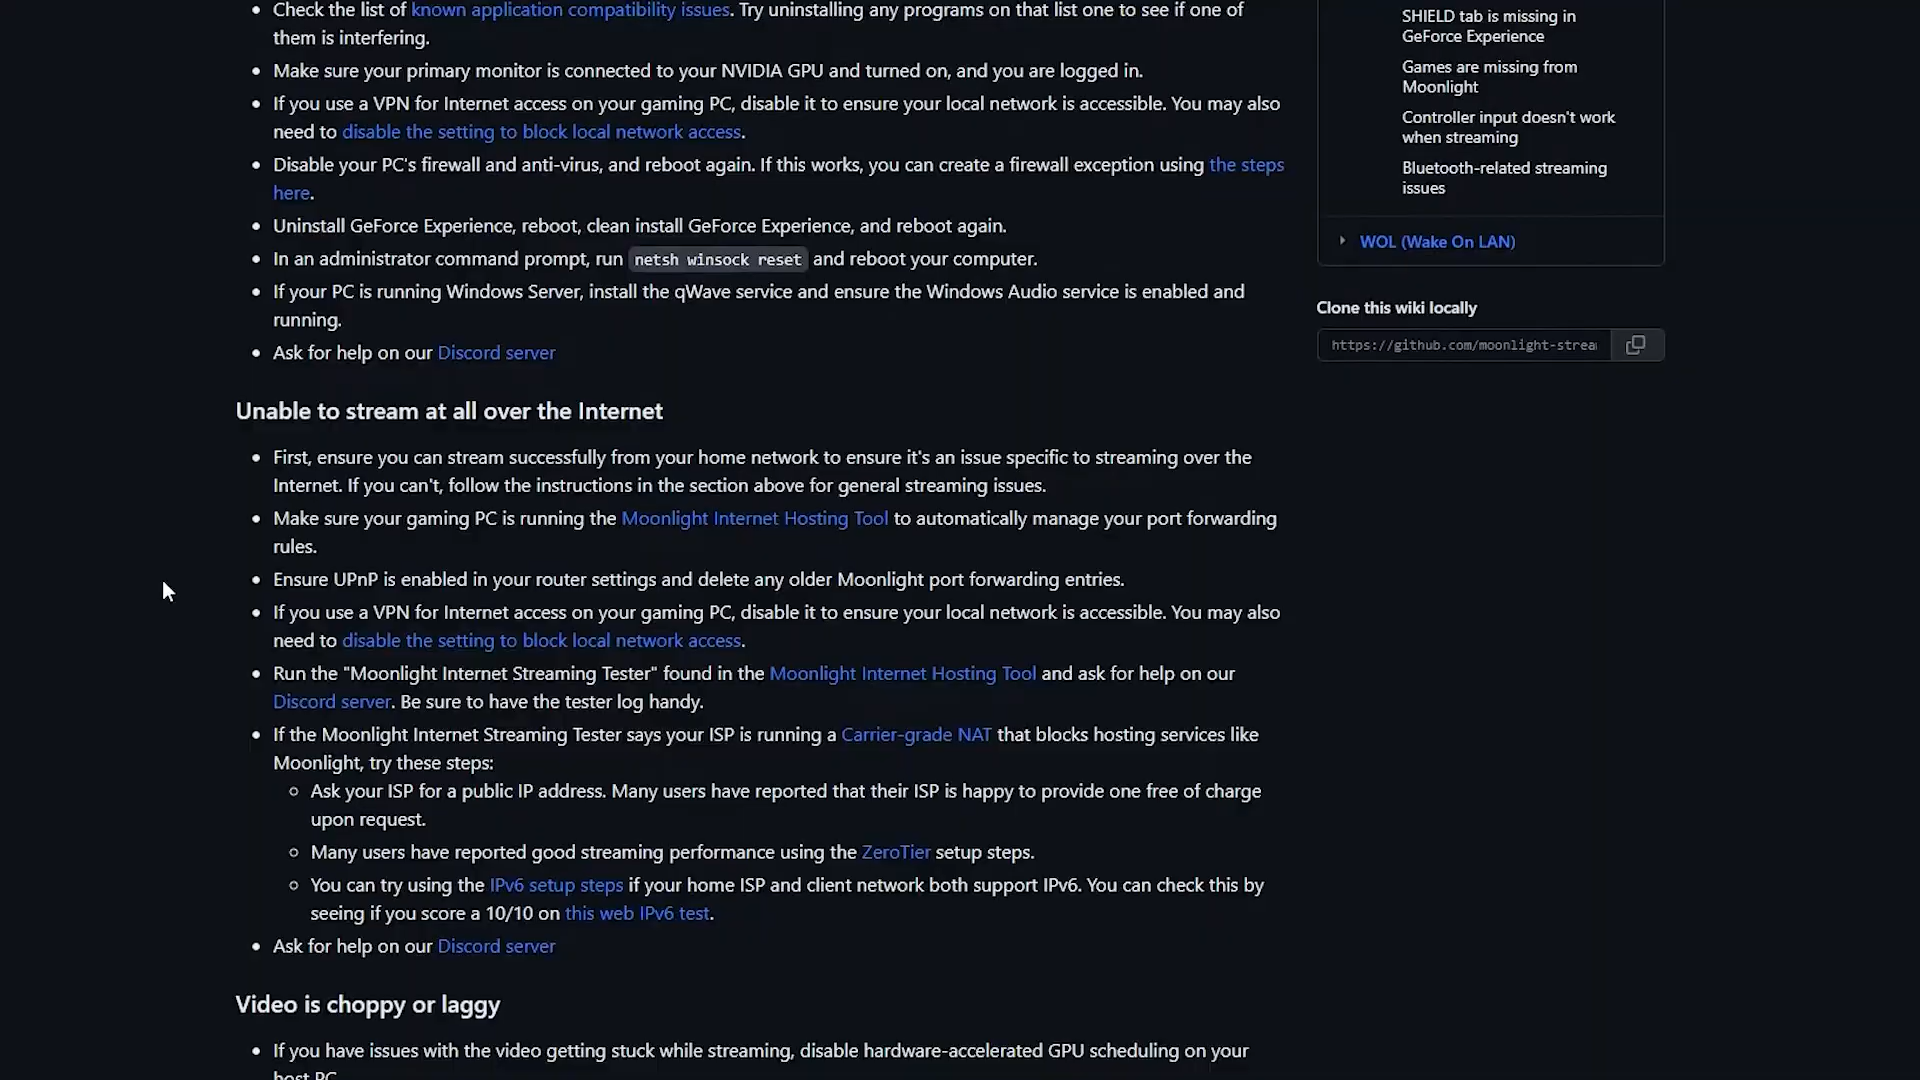 Check the list of known application compatibility issues. Try uninstalling any programs on that list one to see if one of
them is interfering.
Make sure your primary monitor is connected to your NVIDIA GPU and turned on, and you are logged in.
If you use a VPN for Internet access on your gaming PC, disable it to ensure your local network is accessible. You may also
need to disable the setting to block local network access.
Disable your PC's firewall and anti-virus, and reboot again. If this works, you can create a firewall exception using the steps
here.
Uninstall GeForce Experience, reboot, clean install GeForce Experience, and reboot again.
In an administrator command prompt, run netsh winsock reset and reboot your computer.
If your PC is running Windows Server, install the qWave service and ensure the Windows Audio service is enabled and
running.
Ask for help on our Discord server
Unable to stream at all over the Internet
First, ensure you can stream successfully from your home network to ensure it's an issue specific to streaming over the
Internet. If you can't, follow the instructions in the section above for general streaming issues.
Make sure your gaming PC is running the Moonlight Internet Hosting Tool to automatically manage your port forwarding
rules.
Ensure UPnP is enabled in your router settings and delete any older Moonlight port forwarding entries.
If you use a VPN for Internet access on your gaming PC, disable it to ensure your local network is accessible. You may also
need to disable the setting to block local network access.
Run the "Moonlight Internet Streaming Tester" found in the Moonlight Internet Hosting Tool and ask for help on our
Discord server. Be sure to have the tester log handy.
If the Moonlight Internet Streaming Tester says your ISP is running a Carrier-grade NAT that blocks hosting services like
Moonlight, try these steps:
Ask your ISP for a public IP address. Many users have reported that their ISP is happy to provide one free of charge
upon request.
Many users have reported good streaming performance using the ZeroTier setup steps.
You can try using the IPv6 setup steps if your home ISP and client network both support IPv6. You can check this by
seeing if you score a 10/10 on this web IPv6 test.
Ask for help on our Discord server
Video is choppy or laggy
If you have issues with the video getting stuck while streaming, disable hardware-accelerated GPU scheduling on your
host PC.
SHIELD tab is missing in
GeForce Experience
Games are missing from
Moonlight
Controller input doesn't work
when streaming
Bluetooth-related streaming
issues
WOL (Wake On LAN)
Clone this wiki locally
https://github.com/moonlight-strea